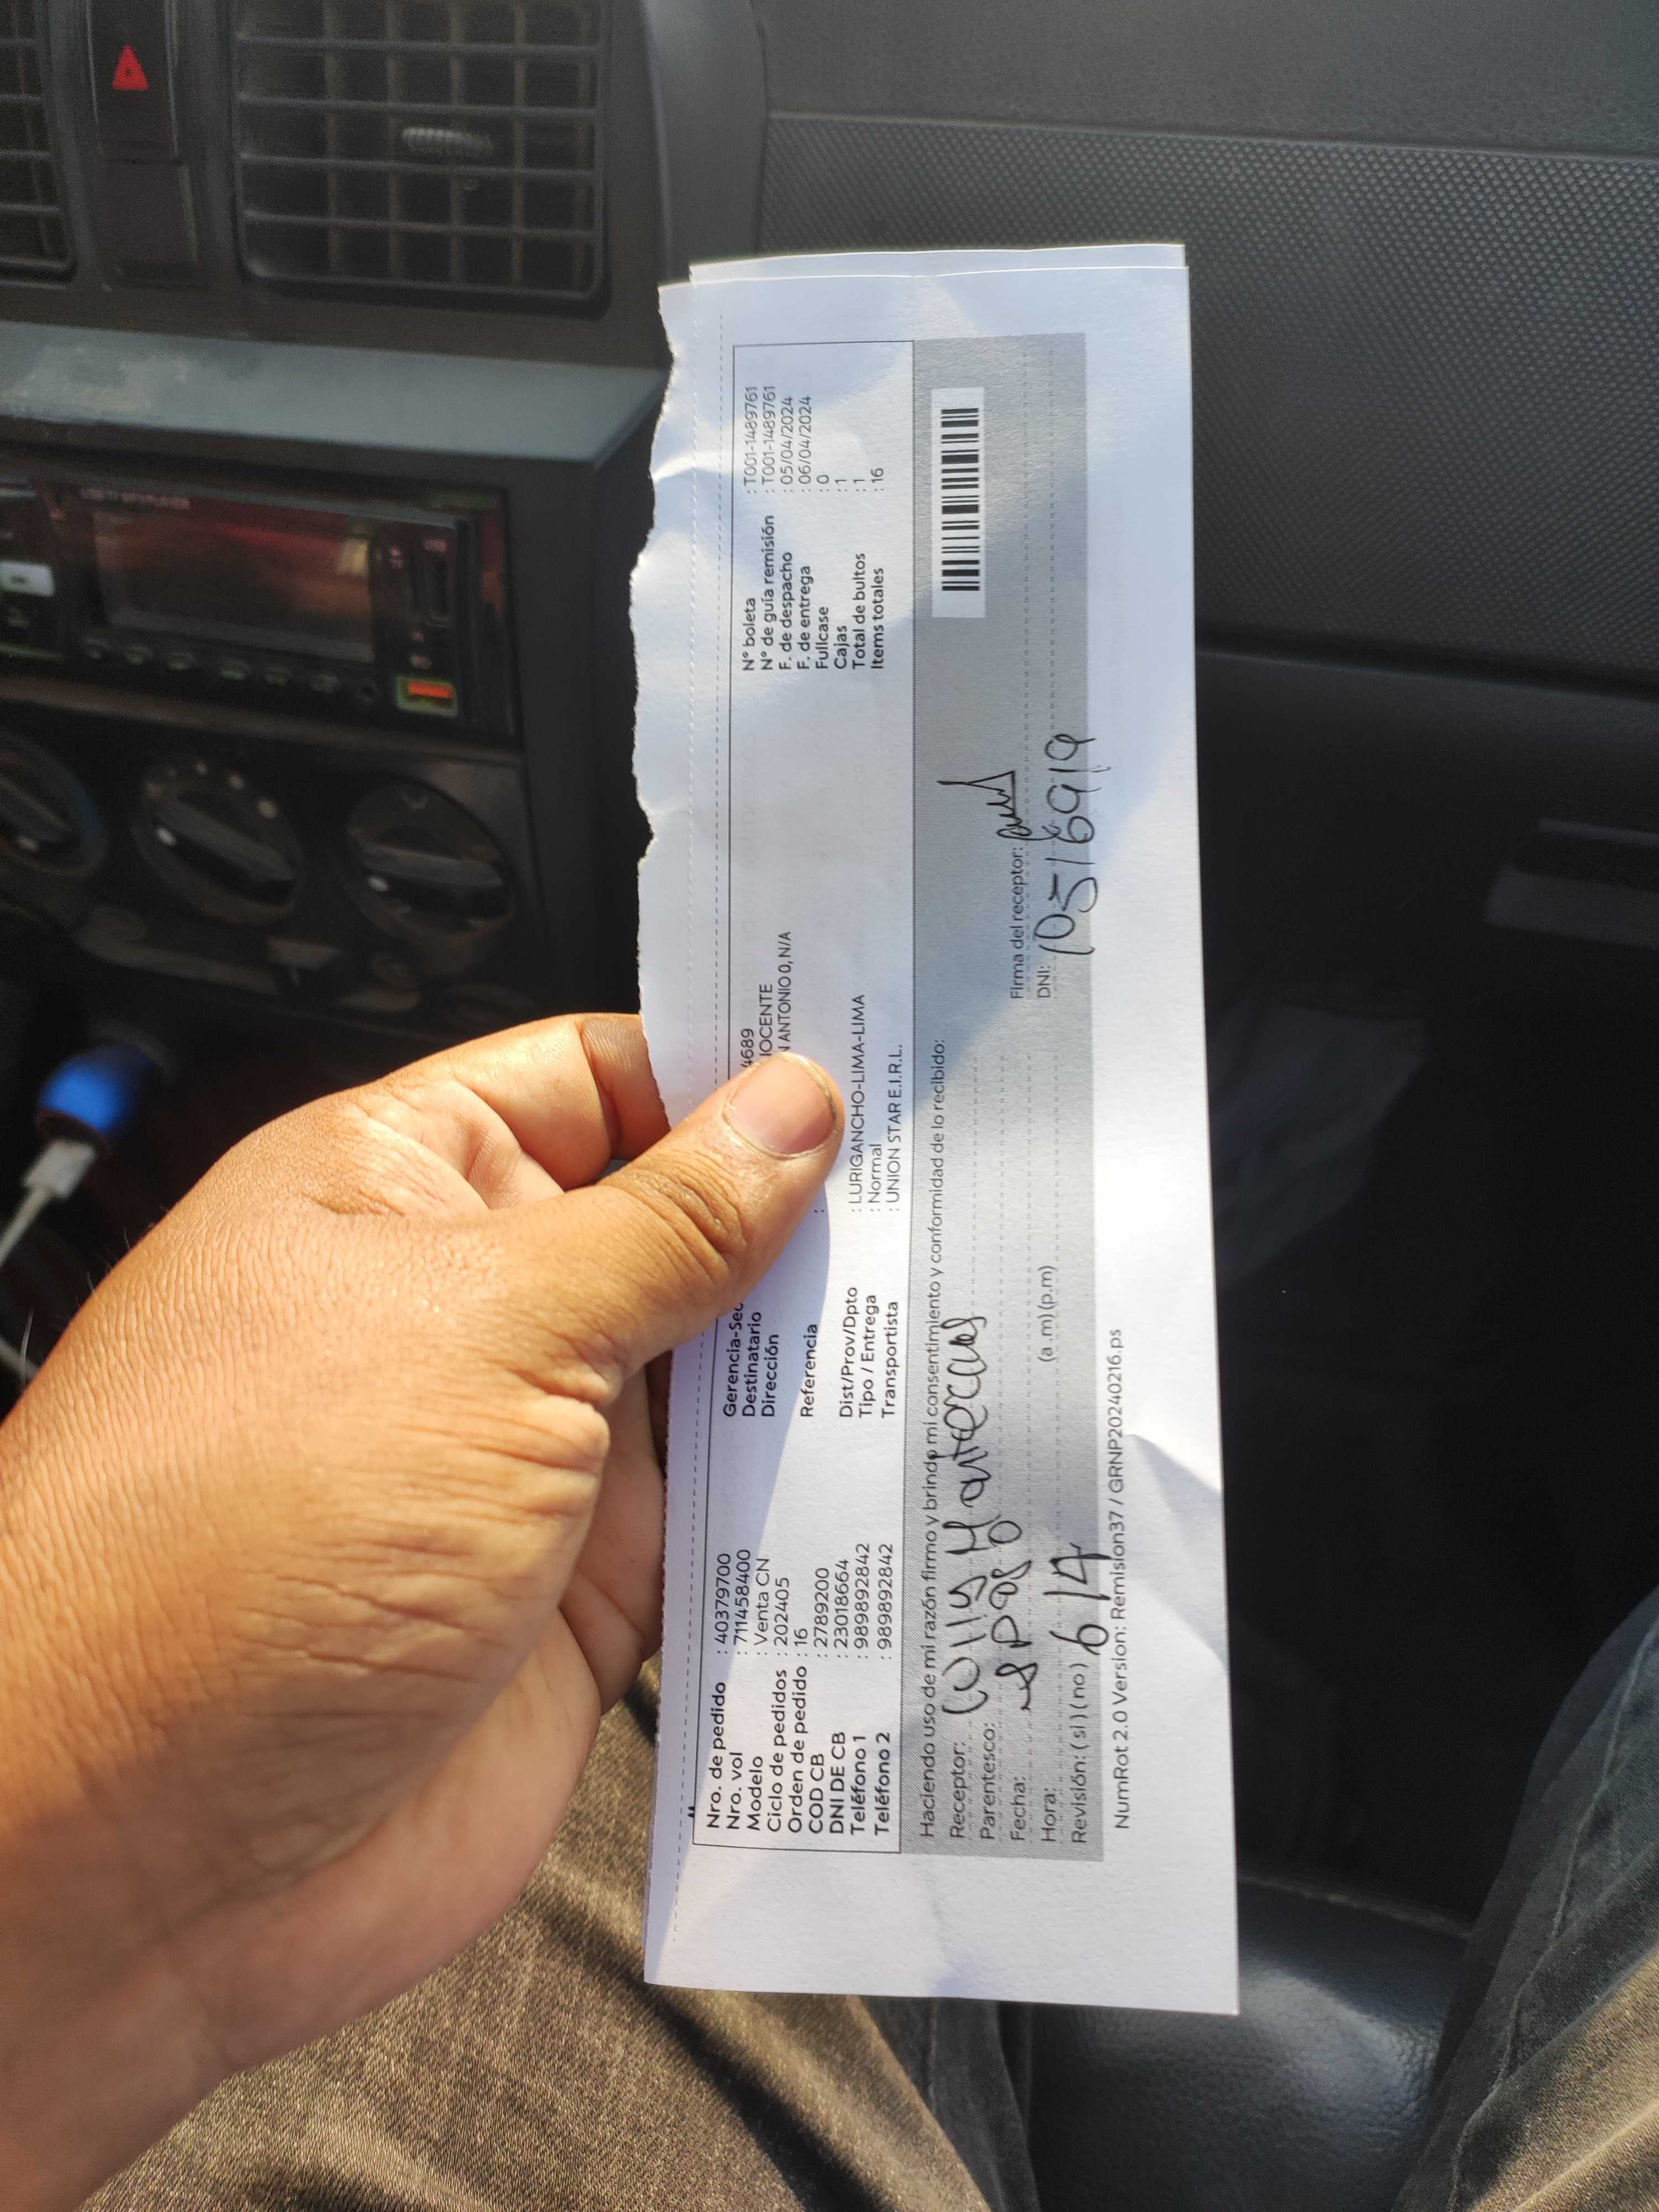 Nro. de pedido : 40379700
Nro. vol : 711458400
Modelo : Venta CN
Ciclo de pedidos : 202405
Orden de pedido : 16
COD CB : 2789200
DNI DE CB : 23018664
Teléfono 1 : 989892842
Teléfono 2 : 989892842
Gerencia-Sec 4689
Destinatario IOCENTE
Dirección ANTONIO 0, N/A
Referencia :
Dist/Prov/Dpto : LURIGANCHO-LIMA-LIMA
Tipo / Entrega : Normal
Transportista : UNION STAR E.I.R.L.
N° boleta : T001-1489761
N° de guía remisión : T001-1489761
F. de despacho : 05/04/2024
F. de entrega : 06/04/2024
Fullcase : 0
Cajas : 1
Total de bultos : 1
Items totales : 16
Haciendo uso de mi razón firmo y brindo mi consentimiento y conformidad de lo recibido:
Receptor:
Parentesco: esposo
Fecha: 6/4
Hora: (a .m) (p.m)
Revisión: ( si ) ( no )
Firma del receptor:
DNI: 10516919
NumRot 2.0 Version: Remision37 / GRNP20240216.ps